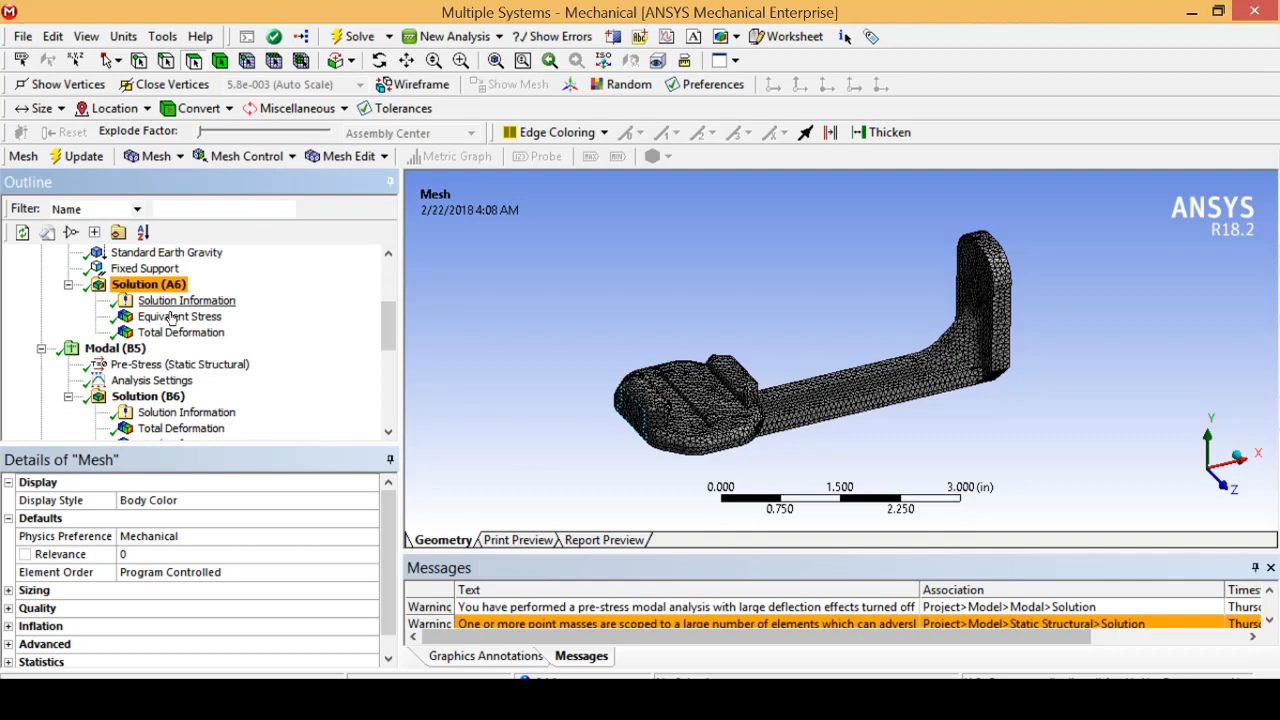 Multiple Systems - Mechanical [ANSYS Mechanical Enterprise]
File Edit View Units Tools Help Solve New Analysis ?/ Show Errors Worksheet
Show Vertices Close Vertices 5.8e-003 (Auto Scale) Wireframe Show Mesh Random Preferences
Size Location Convert Miscellaneous Tolerances
Reset Explode Factor: Assembly Center Edge Coloring Thicken
Mesh Update Mesh Mesh Control Mesh Edit Metric Graph Probe
Outline
Filter: Name
Standard Earth Gravity
Fixed Support
Solution (A6)
Solution Information
Equivalent Stress
Total Deformation
Modal (B5)
Pre-Stress (Static Structural)
Analysis Settings
Solution (B6)
Solution Information
Total Deformation
Details of "Mesh"
Display
Display Style Body Color
Defaults
Physics Preference Mechanical
Relevance 0
Element Order Program Controlled
Sizing
Quality
Inflation
Advanced
Statistics
Mesh
2/22/2018 4:08 AM
ANSYS
R18.2
Y
X
Z
0.000 1.500 3.000 (in)
0.750 2.250
Geometry Print Preview Report Preview
Messages
Text Association Times
Warninc You have performed a pre-stress modal analysis with large deflection effects turned off Project>Model>Modal>Solution Thursc
Warninc One or more point masses are scoped to a large number of elements which can adversl Project>Model>Static Structural>Solution Thursc
Graphics Annotations Messages